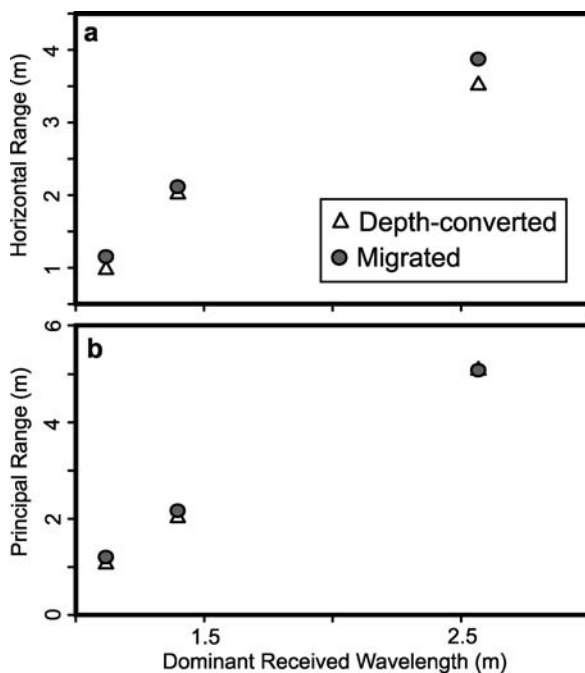 a
4
3
2
1
Horizontal Range (m)
Depth-converted
Migrated
b
6
4
2
0
Principal Range (m)
1.5
2.5
Dominant Received Wavelength (m)